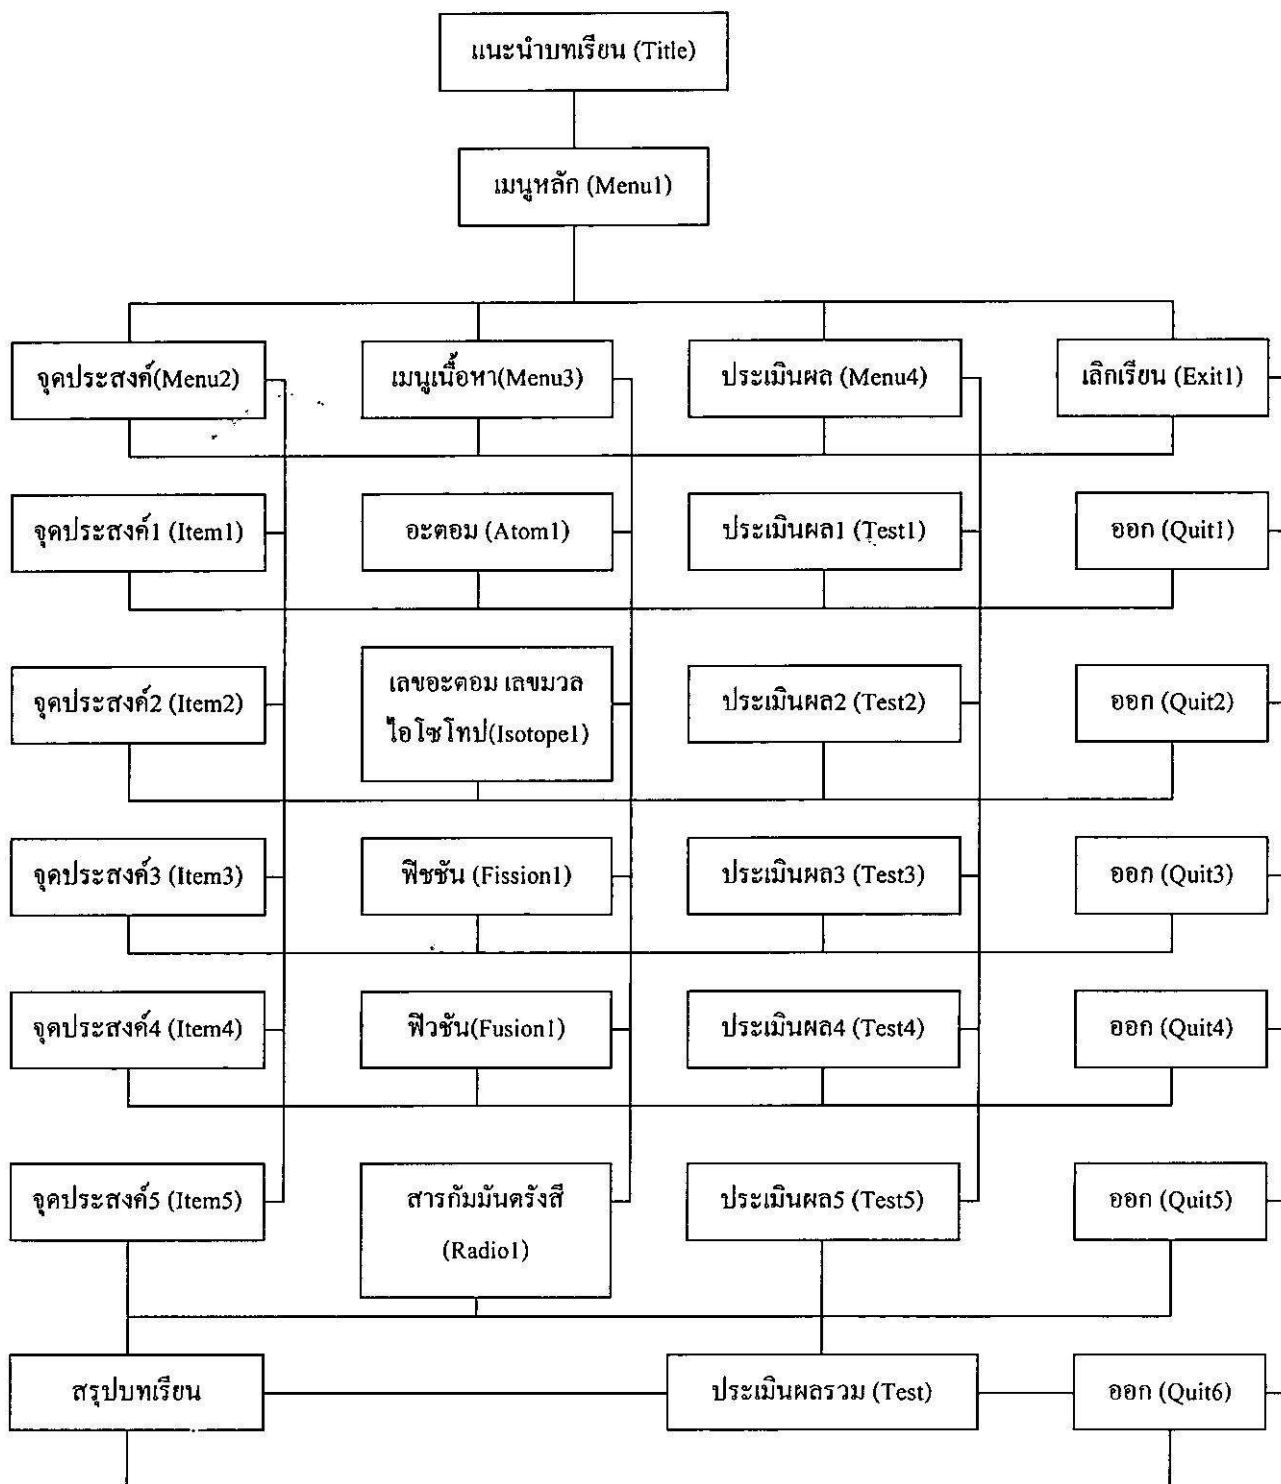 แนะนำบทเรียน (Title)
เมนูหลัก (Menu1)
จุดประสงค์(Menu2)
เมนูเนื้อหา(Menu3)
ประเมินผล (Menu4)
เลิกเรียน (Exit1)
จุดประสงค์1 (Item1)
อะตอม (Atom1)
ประเมินผล1 (Test1)
ออก (Quit1)
จุดประสงค์2 (Item2)
เลขอะตอม เลขมวล
ไอโซโทป(Isotope1)
ประเมินผล2 (Test2)
ออก (Quit2)
จุดประสงค์3 (Item3)
ฟิชชัน (Fission1)
ประเมินผล3 (Test3)
ออก (Quit3)
จุดประสงค์4 (Item4)
ฟิวชัน(Fusion1)
ประเมินผล4 (Test4)
ออก (Quit4)
จุดประสงค์5 (Item5)
สารกัมมันตรังสี
(Radio1)
ประเมินผล5 (Test5)
ออก (Quit5)
สรุปบทเรียน
ประเมินผลรวม (Test)
ออก (Quit6)